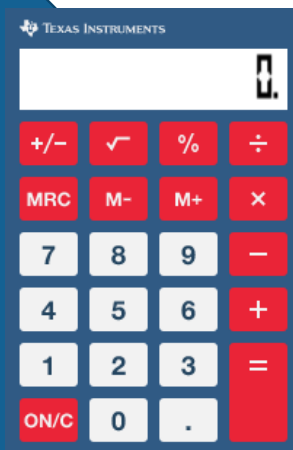 Texas Instruments
0.
+/- √ % ÷
MRC M- M+ ×
7 8 9 −
4 5 6 +
1 2 3 =
ON/C 0 .